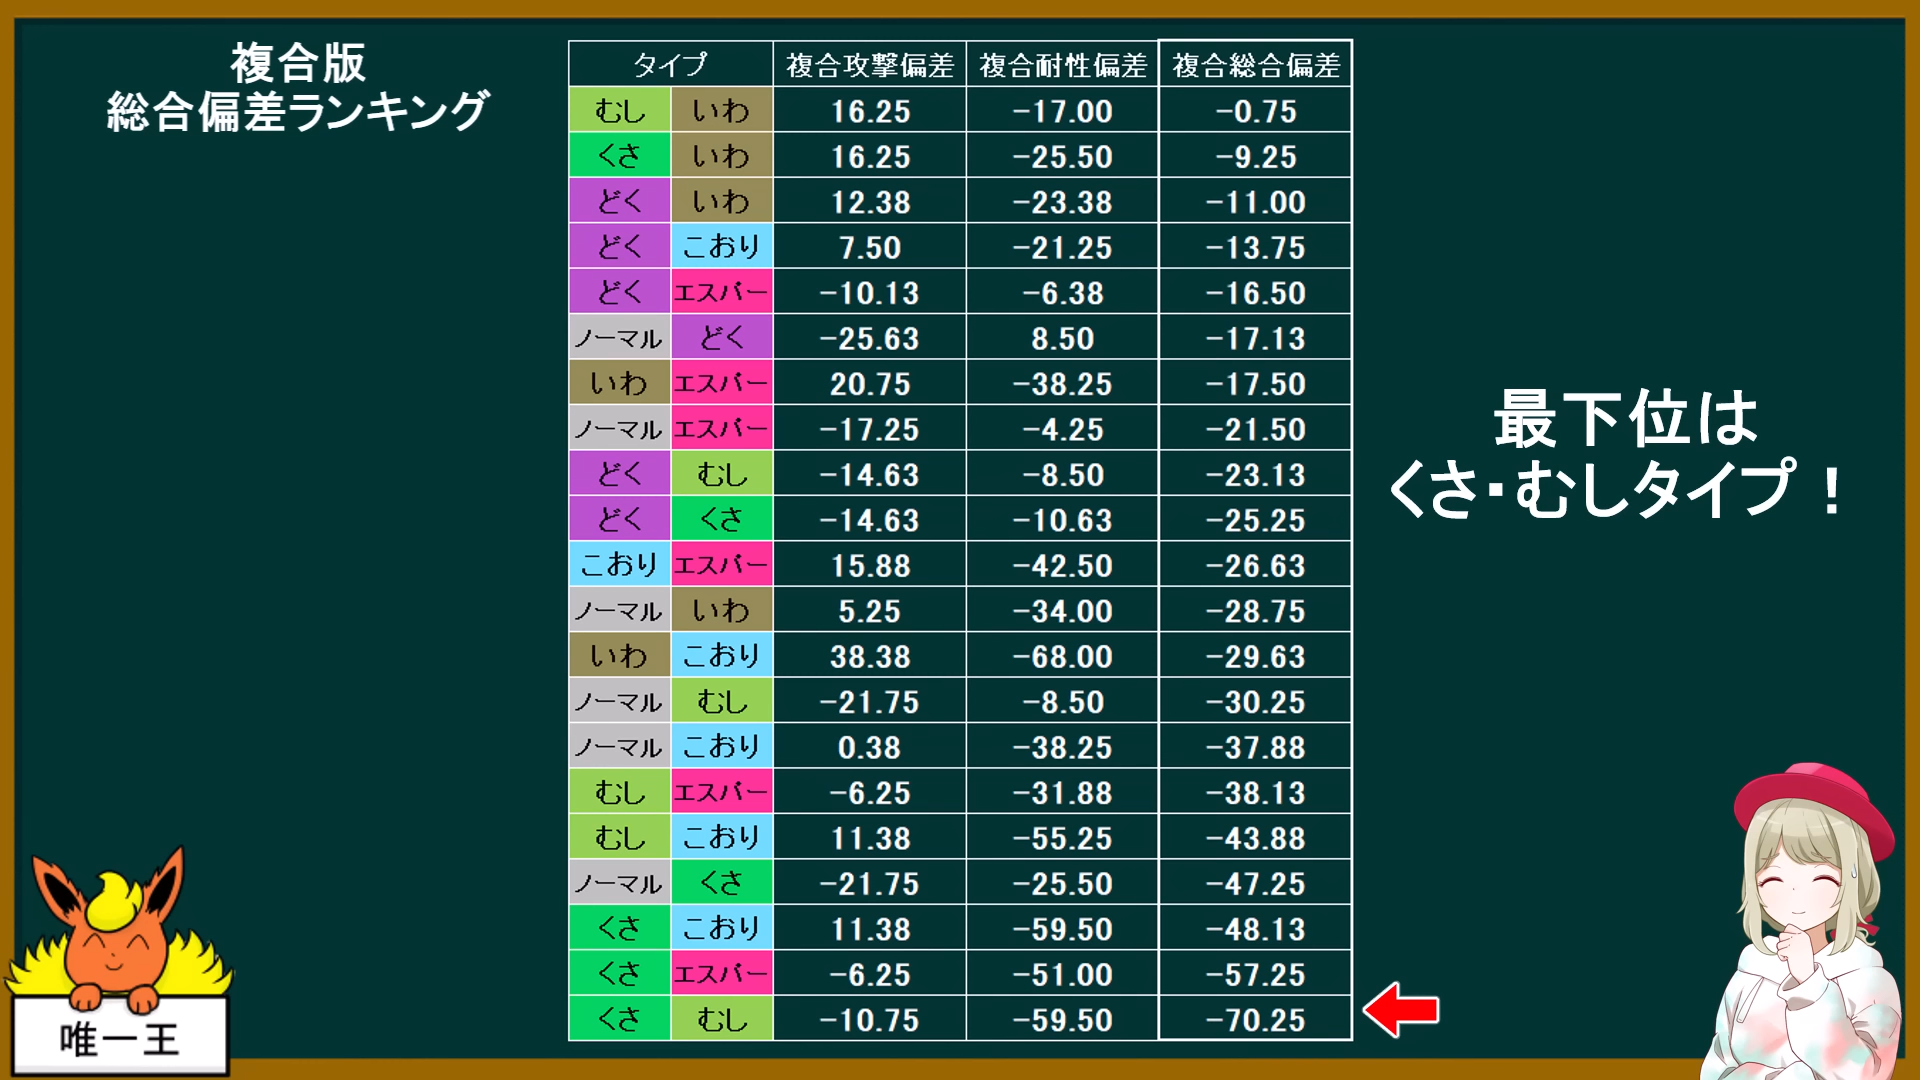 複合版
総合偏差ランキング
タイプ 複合攻撃偏差 複合耐性偏差 複合総合偏差
むし いわ 16.25 -17.00 -0.75
くさ いわ 16.25 -25.50 -9.25
どく いわ 12.38 -23.38 -11.00
どく こおり 7.50 -21.25 -13.75
どく エスパー -10.13 -6.38 -16.50
ノーマル どく -25.63 8.50 -17.13
いわ エスパー 20.75 -38.25 -17.50
ノーマル エスパー -17.25 -4.25 -21.50
どく むし -14.63 -8.50 -23.13
どく くさ -14.63 -10.63 -25.25
こおり エスパー 15.88 -42.50 -26.63
ノーマル いわ 5.25 -34.00 -28.75
いわ こおり 38.38 -68.00 -29.63
ノーマル むし -21.75 -8.50 -30.25
ノーマル こおり 0.38 -38.25 -37.88
むし エスパー -6.25 -31.88 -38.13
むし こおり 11.38 -55.25 -43.88
ノーマル くさ -21.75 -25.50 -47.25
くさ こおり 11.38 -59.50 -48.13
くさ エスパー -6.25 -51.00 -57.25
くさ むし -10.75 -59.50 -70.25
最下位は
くさ・むしタイプ！
唯一王